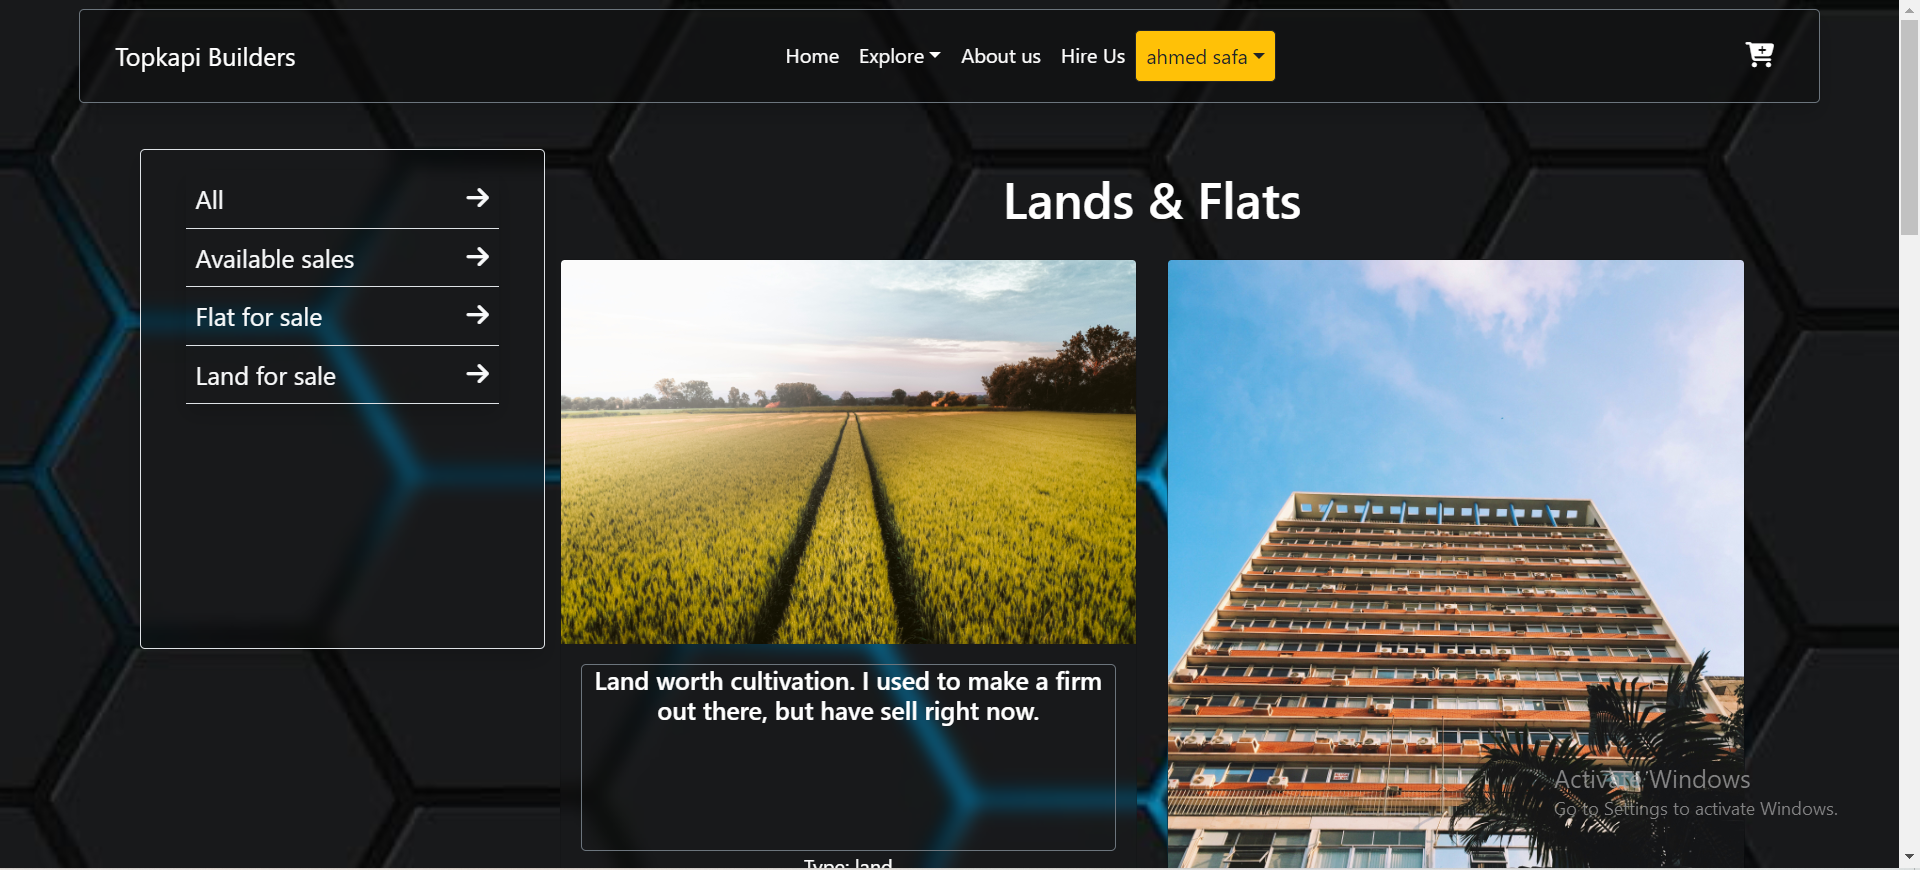 Topkapi Builders
Home Explore About us Hire Us ahmed safa
All
Available sales
Flat for sale
Land for sale
Lands & Flats
Land worth cultivation. I used to make a firm
out there, but have sell right now.
Type: land
Activate Windows
Go to Settings to activate Windows.